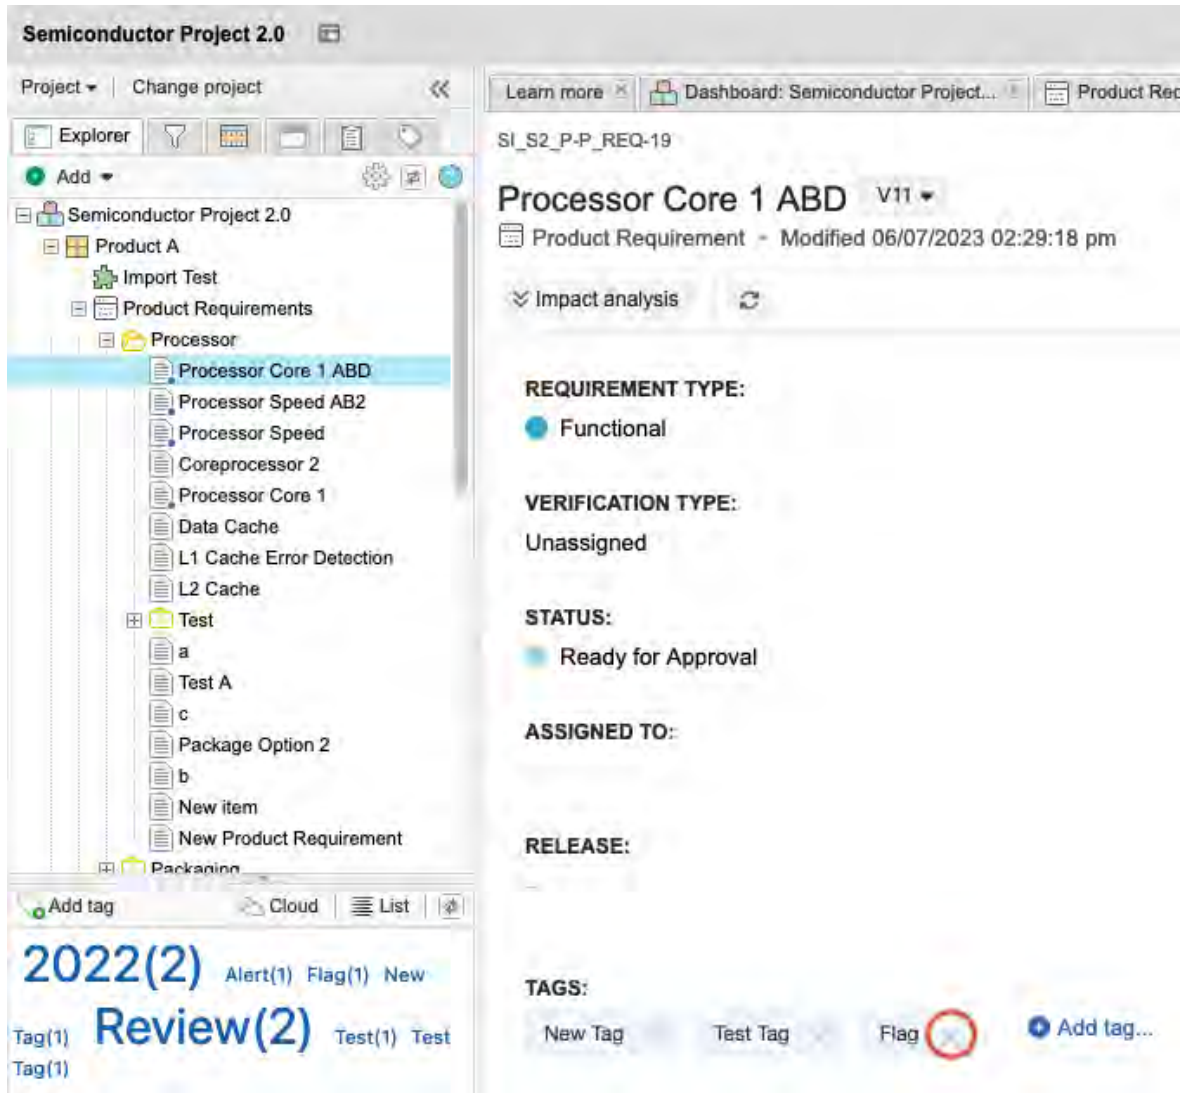 Semiconductor Project 2.0
Project
Change project
Explorer
Add
Semiconductor Project 2.0
Product A
Import Test
Product Requirements
Processor
Processor Core 1 ABD
Processor Speed AB2
Processor Speed
Coreprocessor 2
Processor Core 1
Data Cache
L1 Cache Error Detection
L2 Cache
Test
a
Test A
c
Package Option 2
b
New item
New Product Requirement
Packaging
Add tag
Cloud
List
2022(2) Alert(1) Flag(1) New
Tag(1) Review(2) Test(1) Test
Tag(1)
Learn more
Dashboard: Semiconductor Project...
Product Rec
SI_S2_P-P_REQ-19
Processor Core 1 ABD V11
Product Requirement - Modified 06/07/2023 02:29:18 pm
Impact analysis
REQUIREMENT TYPE:
Functional
VERIFICATION TYPE:
Unassigned
STATUS:
Ready for Approval
ASSIGNED TO:
RELEASE:
TAGS:
New Tag Test Tag Flag Add tag...